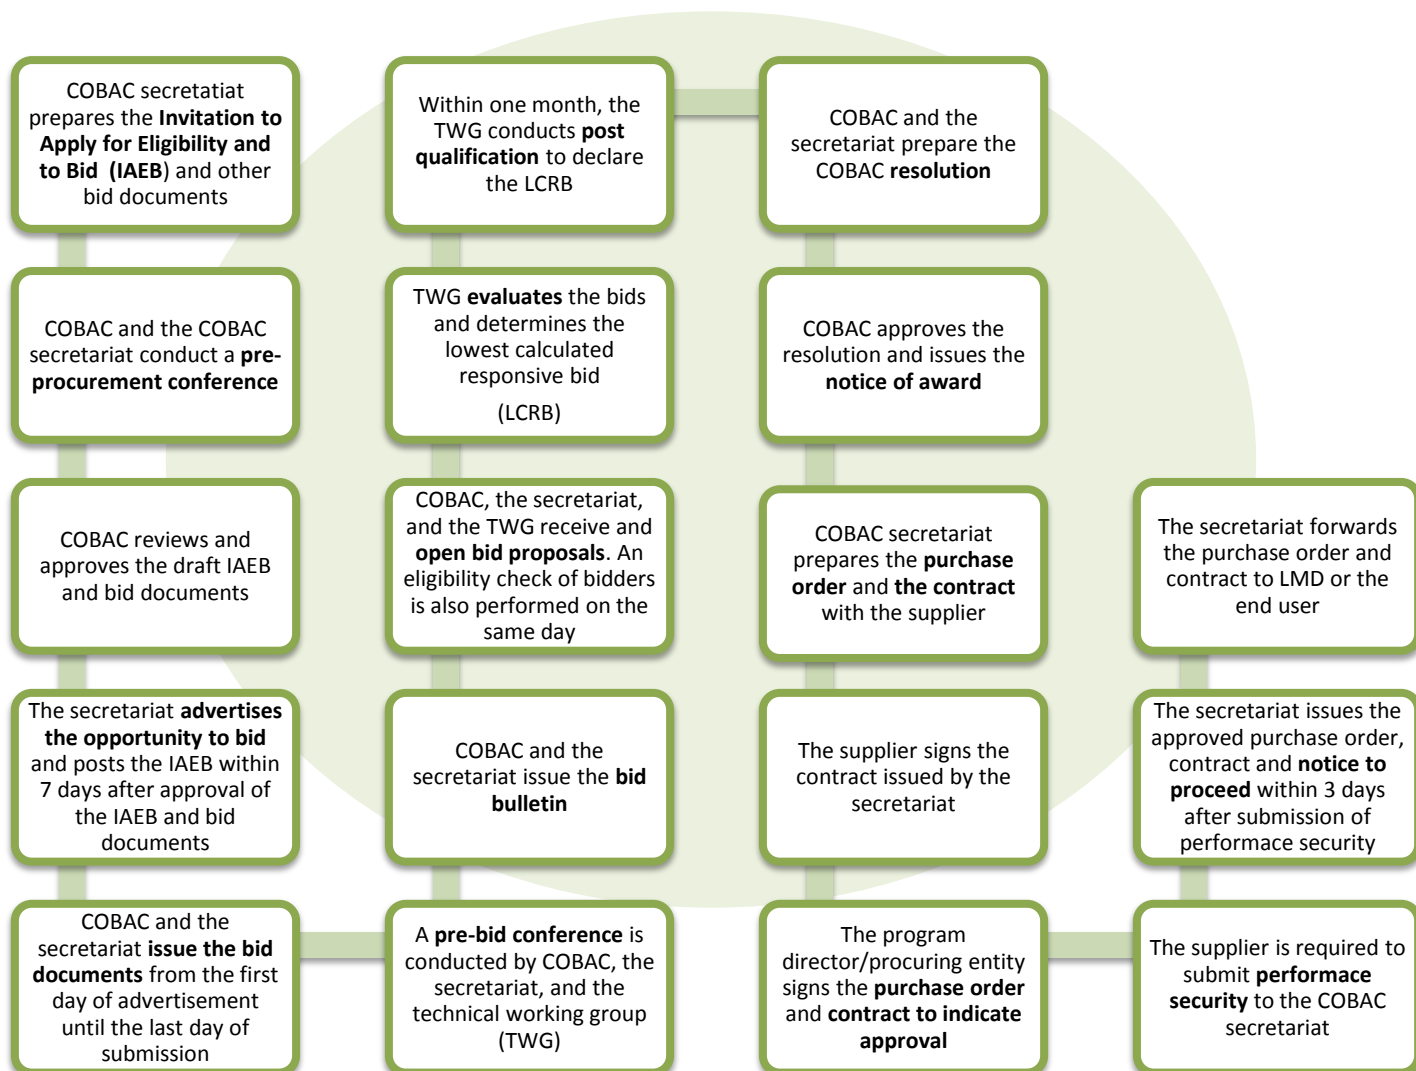 COBAC secretatiat
prepares the Invitation to
Apply for Eligibility and
to Bid (IAEB) and other
bid documents
COBAC and the COBAC
secretariat conduct a pre-
procurement conference
COBAC reviews and
approves the draft IAEB
and bid documents
The secretariat advertises
the opportunity to bid
and posts the IAEB within
7 days after approval of
the IAEB and bid
documents
COBAC and the
secretariat issue the bid
documents from the first
day of advertisement
until the last day of
submission
A pre-bid conference is
conducted by COBAC, the
secretariat, and the
technical working group
(TWG)
COBAC and the
secretariat issue the bid
bulletin
COBAC, the secretariat,
and the TWG receive and
open bid proposals. An
eligibility check of bidders
is also performed on the
same day
TWG evaluates the bids
and determines the
lowest calculated
responsive bid
(LCRB)
Within one month, the
TWG conducts post
qualification to declare
the LCRB
COBAC and the
secretariat prepare the
COBAC resolution
COBAC approves the
resolution and issues the
notice of award
COBAC secretariat
prepares the purchase
order and the contract
with the supplier
The supplier signs the
contract issued by the
secretariat
The program
director/procuring entity
signs the purchase order
and contract to indicate
approval
The supplier is required to
submit performace
security to the COBAC
secretariat
The secretariat issues the
approved purchase order,
contract and notice to
proceed within 3 days
after submission of
performace security
The secretariat forwards
the purchase order and
contract to LMD or the
end user